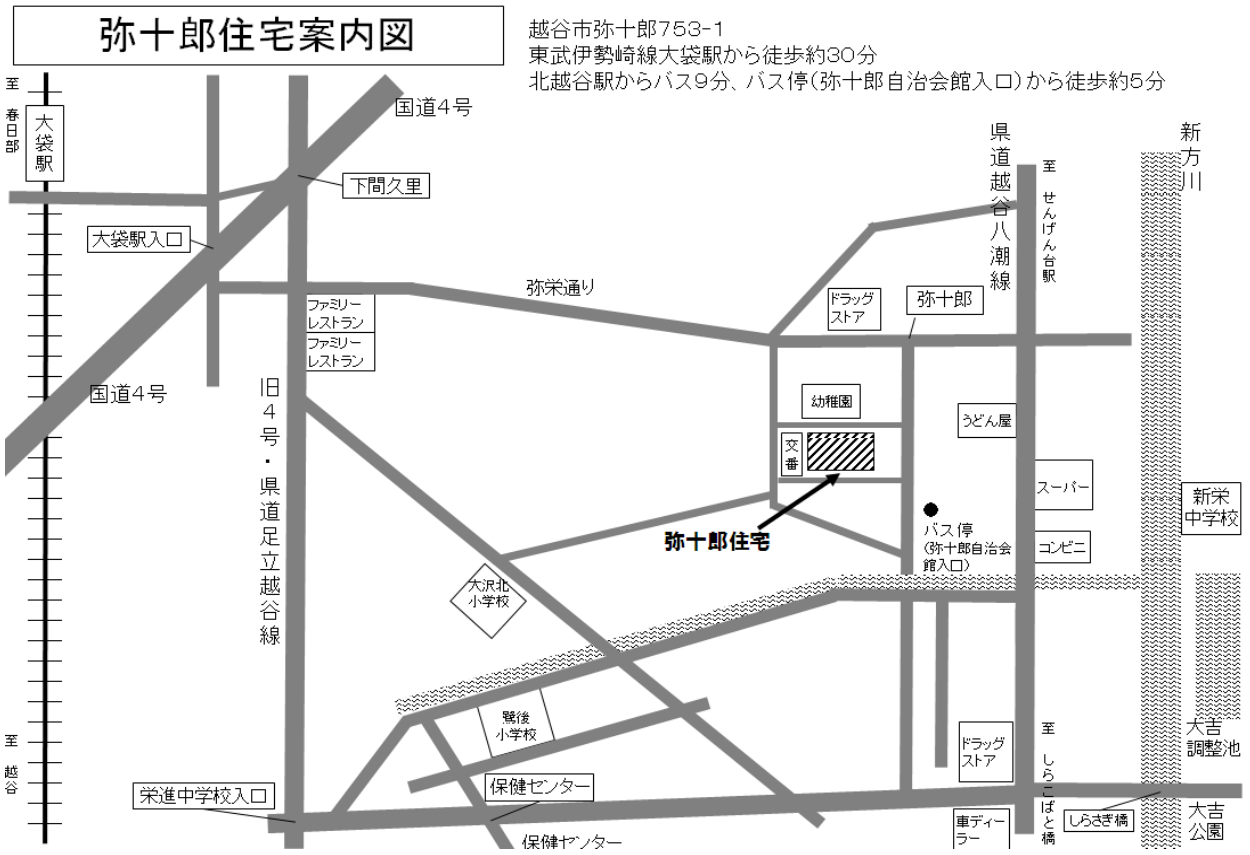 弥十郎住宅案内図
越谷市弥十郎753-1
東武伊勢崎線大袋駅から徒歩約30分
北越谷駅からバス9分、バス停(弥十郎自治会館入口)から徒歩約5分
至 春日部
大袋駅
国道4号
下間久里
大袋駅入口
県道越谷八潮線
至 せんげん台駅
新方川
弥栄通り
ファミリー
レストラン
ファミリー
レストラン
ドラッグ
ストア
弥十郎
国道4号
旧4号・県道足立越谷線
幼稚園
うどん屋
交番
スーパー
新栄
中学校
弥十郎住宅
バス停
(弥十郎自治会
館入口)
コンビニ
大沢北
小学校
鷺後
小学校
至 越谷
ドラッグ
ストア
至 しらこばと橋
大吉
調整池
栄進中学校入口
保健センター
保健センター
車ディー
ラー
しらさぎ橋
大吉
公園